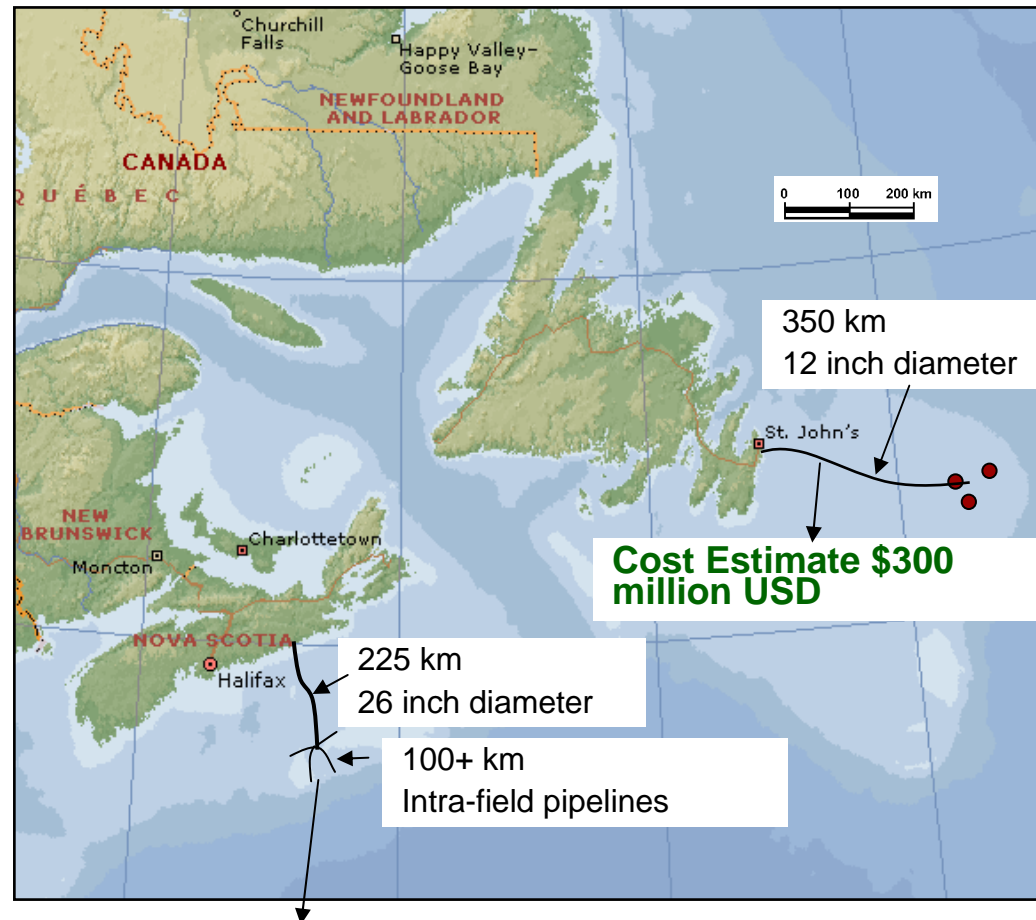 Churchill
Falls
Happy Valley-
Goose Bay
NEWFOUNDLAND
AND LABRADOR
CANADA
QUÉBEC
0 100 200 km
350 km
12 inch diameter
St. John's
Cost Estimate $300
million USD
NEW
BRUNSWICK
Moncton
Charlottetown
NOVA SCOTIA
Halifax
225 km
26 inch diameter
100+ km
Intra-field pipelines